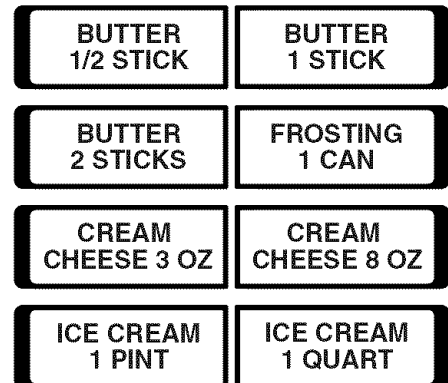 BUTTER
1/2 STICK
BUTTER
1 STICK
BUTTER
2 STICKS
FROSTING
1 CAN
CREAM
CHEESE 3 OZ
CREAM
CHEESE 8 OZ
ICE CREAM
1 PINT
ICE CREAM
1 QUART